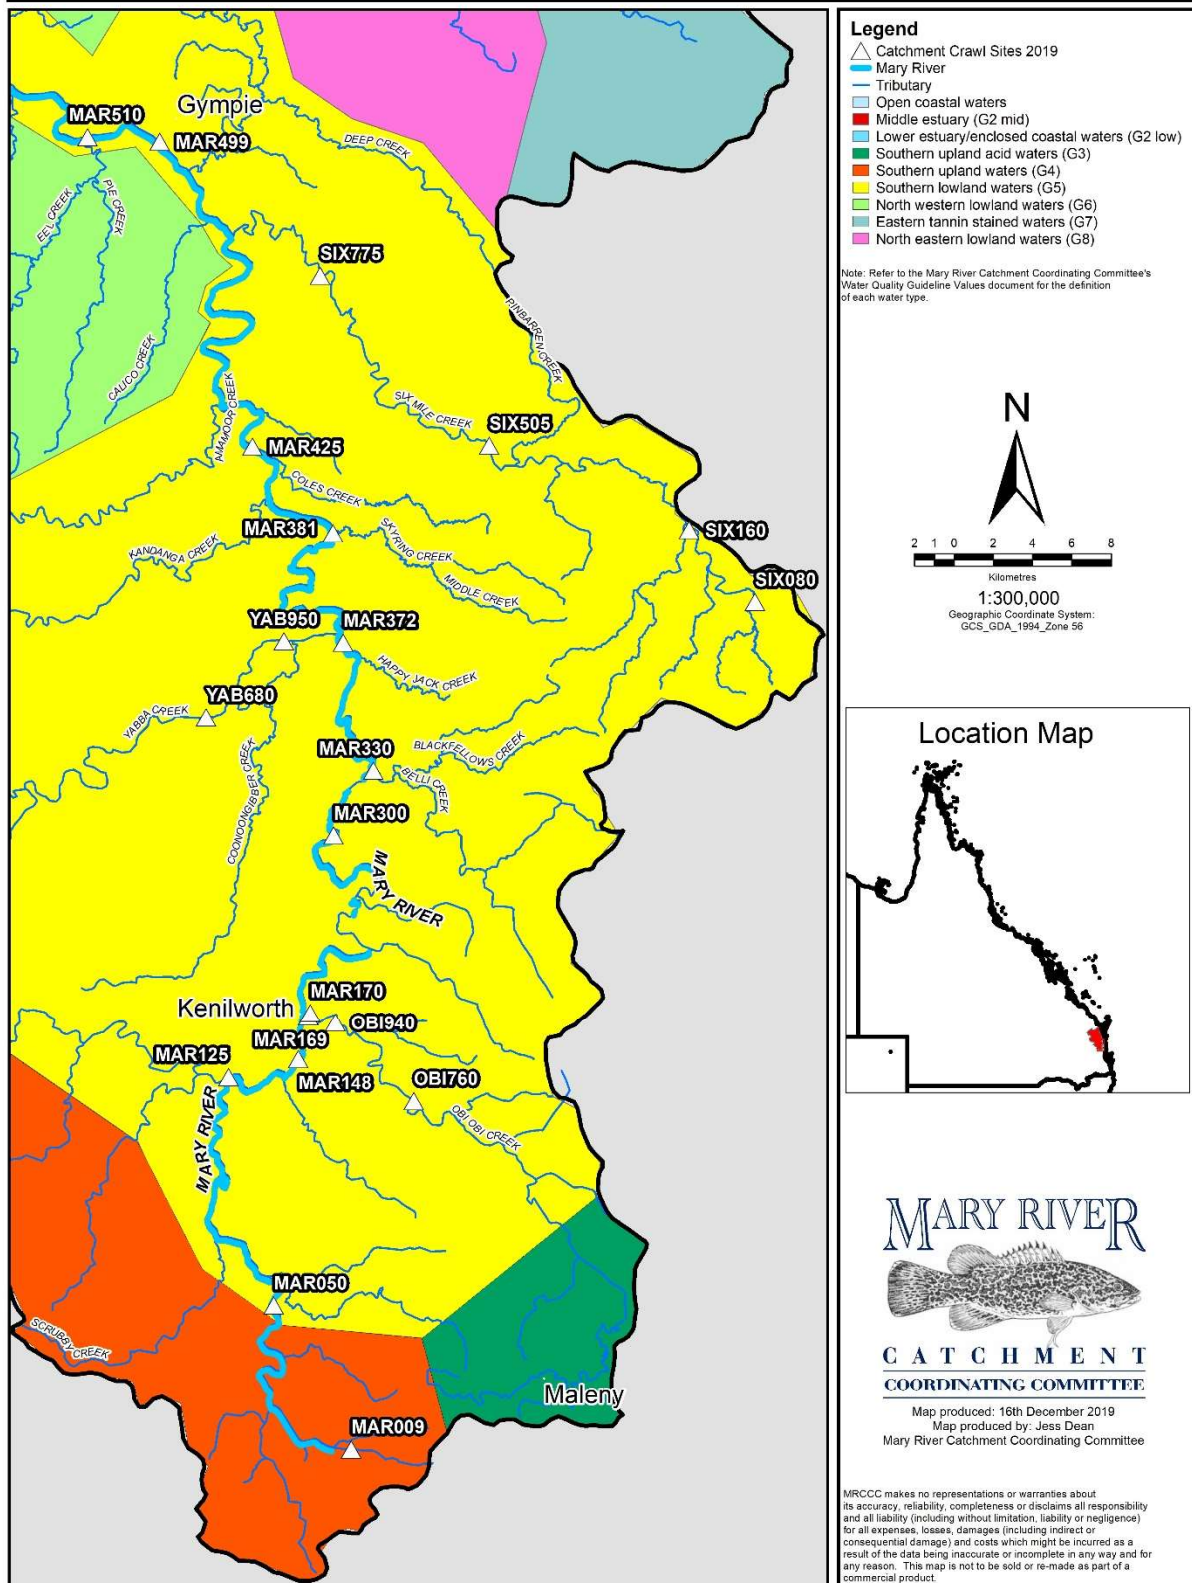 Gympie
MAR510
MAR499
DEEP CREEK
EEL CREEK
PIE CREEK
SIX775
PINBARREN CREEK
CALICO CREEK
SIX MILE CREEK
AMAMOOR CREEK
SIX505
MAR425
COLES CREEK
MAR381
SKYRING CREEK
SIX160
KANDANGA CREEK
MIDDLE CREEK
SIX080
YAB950
MAR372
HAPPY JACK CREEK
YAB680
YABBA CREEK
MAR330
BLACKFELLOWS CREEK
BELLI CREEK
COONOONGIBBER CREEK
MAR300
MARY RIVER
MAR170
Kenilworth
OBI940
MAR169
MAR125
MAR148
OBI760
OBI OBI CREEK
MARY RIVER
MAR050
SCRUBBY CREEK
Maleny
MAR009
Legend
Catchment Crawl Sites 2019
Mary River
Tributary
Open coastal waters
Middle estuary (G2 mid)
Lower estuary/enclosed coastal waters (G2 low)
Southern upland acid waters (G3)
Southern upland waters (G4)
Southern lowland waters (G5)
North western lowland waters (G6)
Eastern tannin stained waters (G7)
North eastern lowland waters (G8)
Note: Refer to the Mary River Catchment Coordinating Committee's
Water Quality Guideline Values document for the definition
of each water type.
N
2 1 0 2 4 6 8
Kilometres
1:300,000
Geographic Coordinate System:
GCS_GDA_1994_Zone 56
Location Map
MARY RIVER
CATCHMENT
COORDINATING COMMITTEE
Map produced: 16th December 2019
Map produced by: Jess Dean
Mary River Catchment Coordinating Committee
MRCCC makes no representations or warranties about
its accuracy, reliability, completeness or disclaims all responsibility
and all liability (including without limitation, liability or negligence)
for all expenses, losses, damages (including indirect or
consequential damage) and costs which might be incurred as a
result of the data being inaccurate or incomplete in any way and for
any reason. This map is not to be sold or re-made as part of a
commercial product.